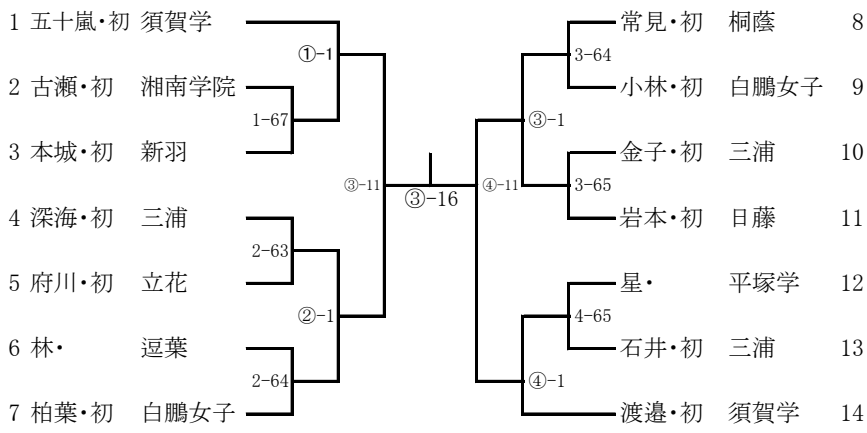 1 五十嵐・初 須賀学
常見・初 桐蔭 8
①-1
3-64
2 古瀬・初 湘南学院
小林・初 白鵬女子 9
1-67
③-1
3 本城・初 新羽
金子・初 三浦 10
③-11
④-11
3-65
③-16
4 深海・初 三浦
岩本・初 日藤 11
2-63
5 府川・初 立花
星・ 平塚学 12
②-1
4-65
6 林・ 逗葉
石井・初 三浦 13
2-64
④-1
7 柏葉・初 白鵬女子
渡邉・初 須賀学 14